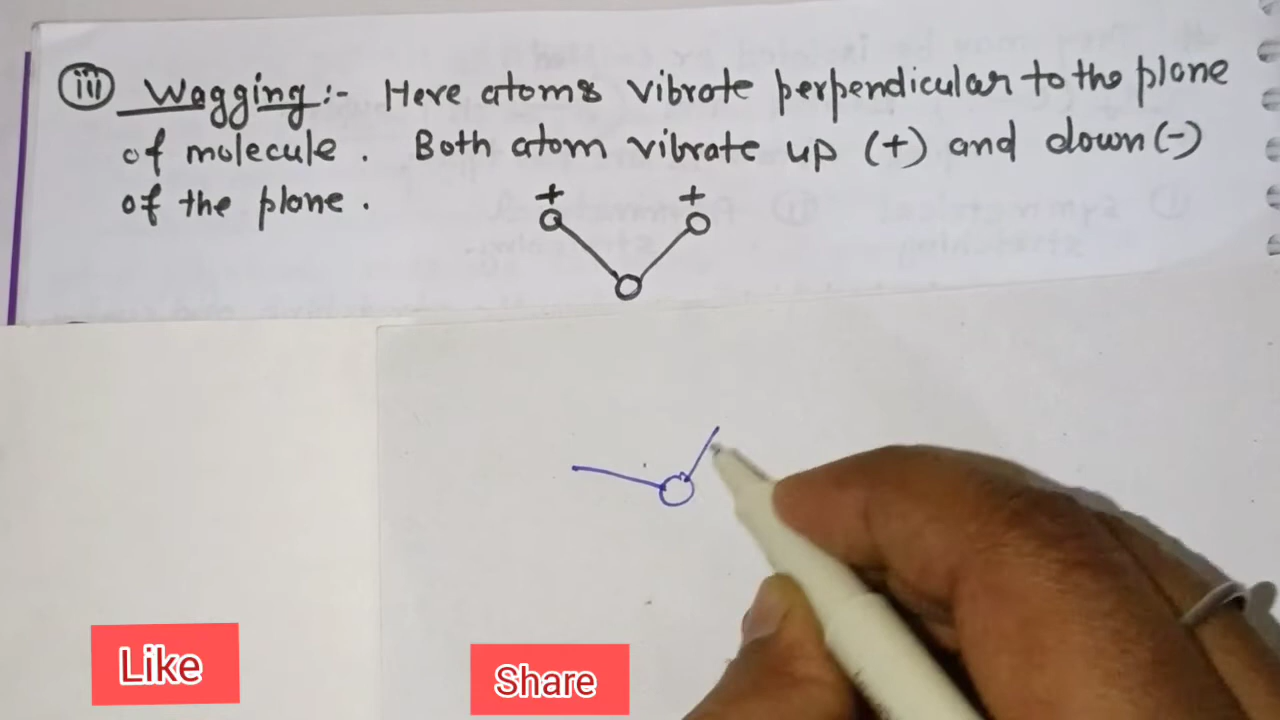 (iii) Wagging:- Here atoms vibrate perpendicular to the plane
of molecule. Both atom vibrate up (+) and down (-)
of the plane.
+ +
Like
Share